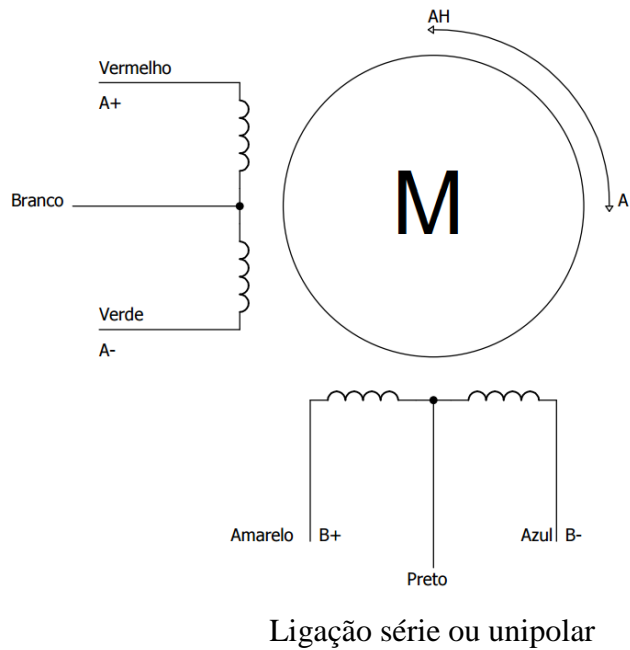 AH
Vermelho
A+
M
Branco
A
Verde
A-
Amarelo B+
Azul B-
Preto
Ligação série ou unipolar